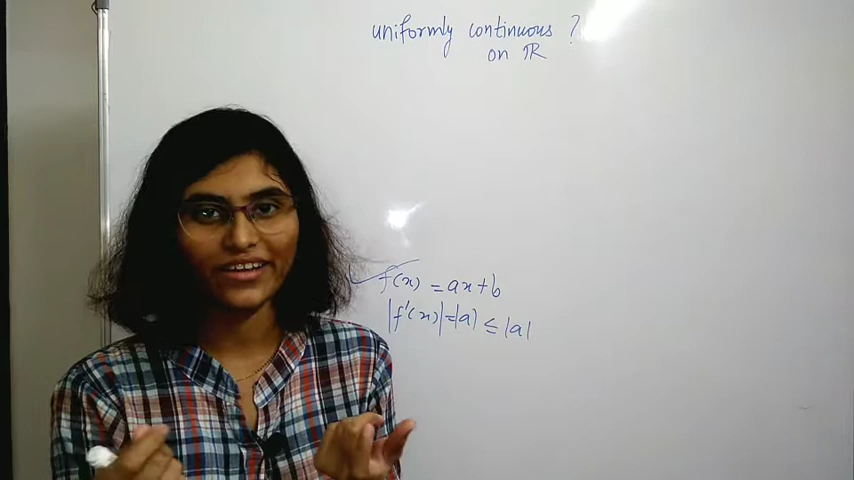 uniformly continuous ?
on ℝ
f(x) = ax+b
|f'(x)|=|a| ≤ |a|